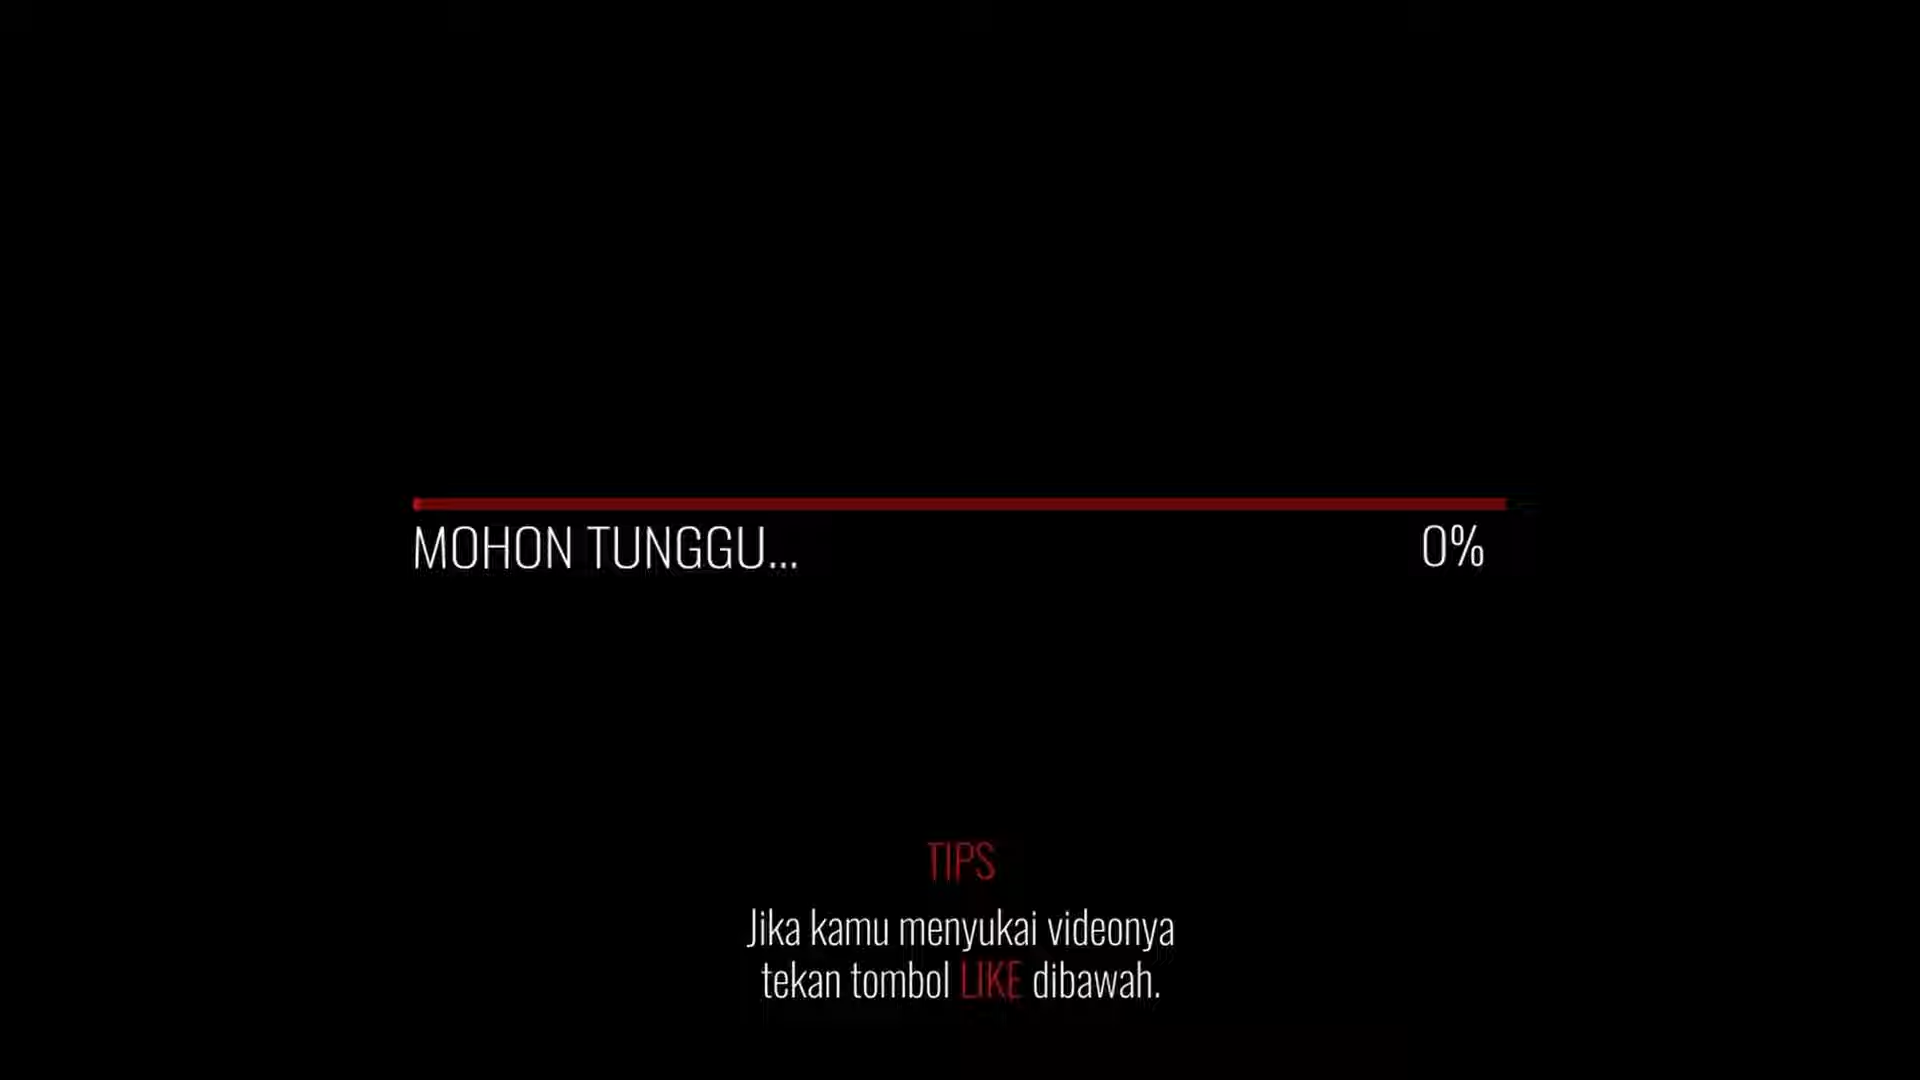 MOHON TUNGGU...
0%
TIPS
Jika kamu menyukai videonya
tekan tombol LIKE dibawah.